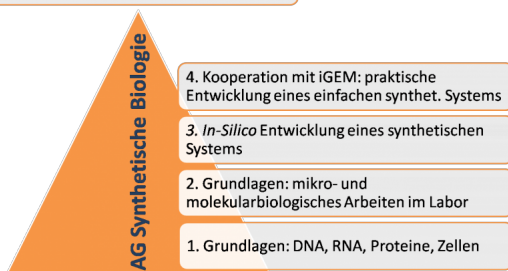 AG Synthetische Biologie
4. Kooperation mit iGEM: praktische
Entwicklung eines einfachen synthet. Systems
3. In-Silico Entwicklung eines synthetischen
Systems
2. Grundlagen: mikro- und
molekularbiologisches Arbeiten im Labor
1. Grundlagen: DNA, RNA, Proteine, Zellen